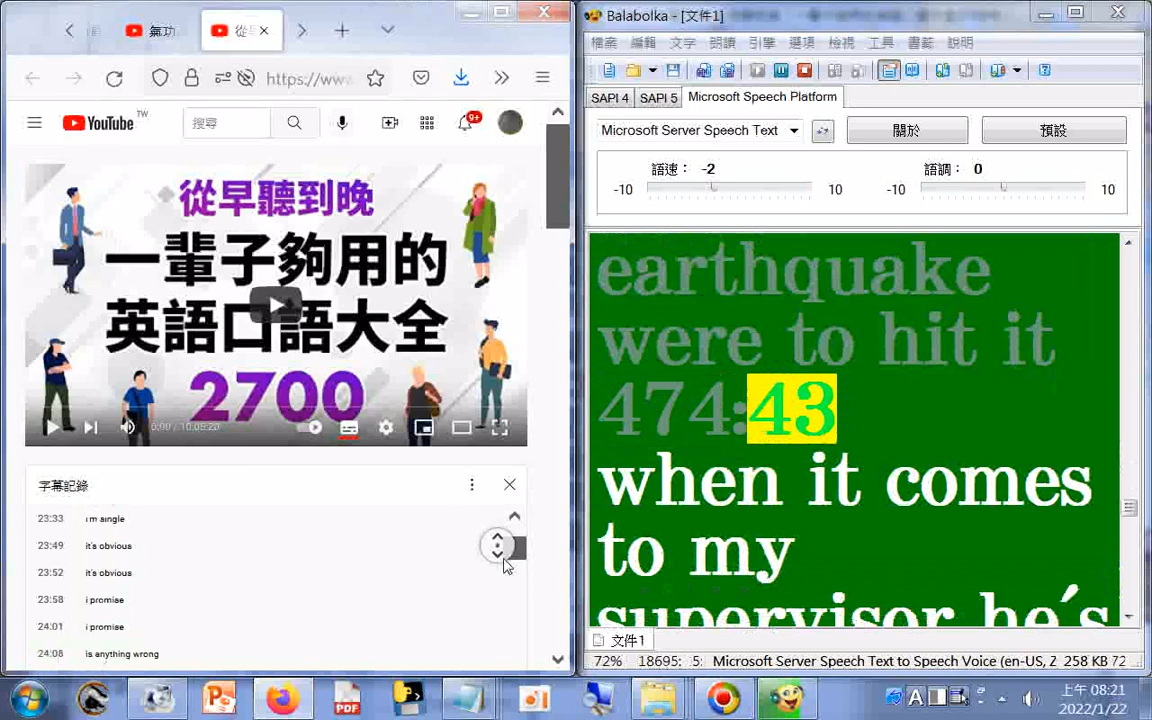 氣功
從
https://www.
YouTube TW
搜尋
9+
從早聽到晚
一輩子夠用的
英語口語大全
2700
0:00 / 10:05:20
字幕記錄
23:33 i'm single
23:49 it's obvious
23:52 it's obvious
23:58 i promise
24:01 i promise
24:08 is anything wrong
Balabolka - [文件1]
檔案 編輯 文字 朗讀 引擎 選項 檢視 工具 書籤 說明
SAPI 4 SAPI 5 Microsoft Speech Platform
Microsoft Server Speech Text 關於 預設
語速： -2 語調： 0
-10 10 -10 10
earthquake
were to hit it
474:43
when it comes
to my
supervisor he's
文件1
72% 18695: 5: Microsoft Server Speech Text to Speech Voice (en-US, Z 258 KB 72
PDF
A
上午 08:21
2022/1/22